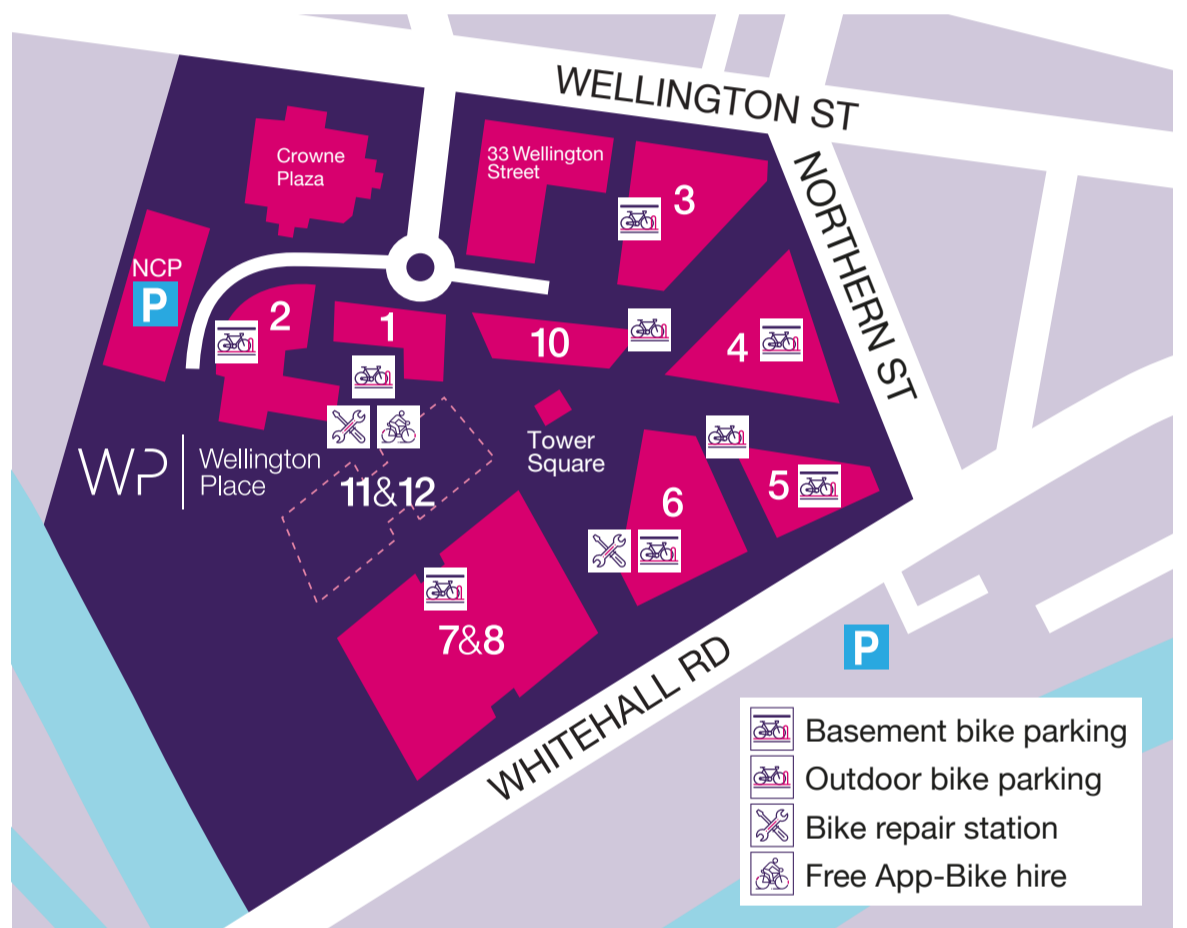 WELLINGTON ST
NORTHERN ST
Crowne
Plaza
33 Wellington
Street
3
NCP
P
2
1
10
4
Tower
Square
WP
Wellington
Place
11&12
6
5
7&8
WHITEHALL RD
P
Basement bike parking
Outdoor bike parking
Bike repair station
Free App-Bike hire